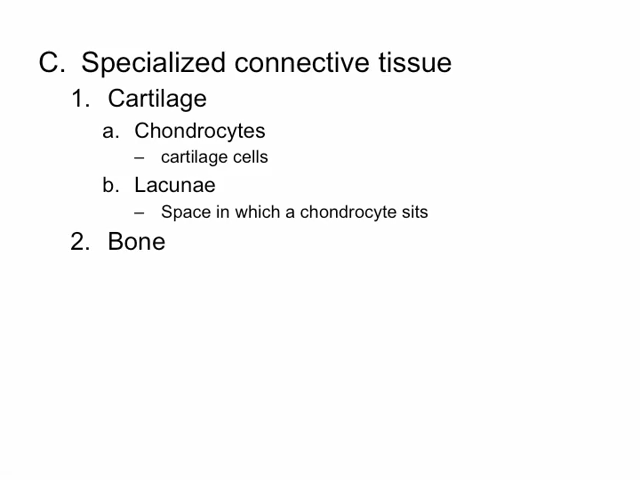 C. Specialized connective tissue
1. Cartilage
a. Chondrocytes
– cartilage cells
b. Lacunae
– Space in which a chondrocyte sits
2. Bone